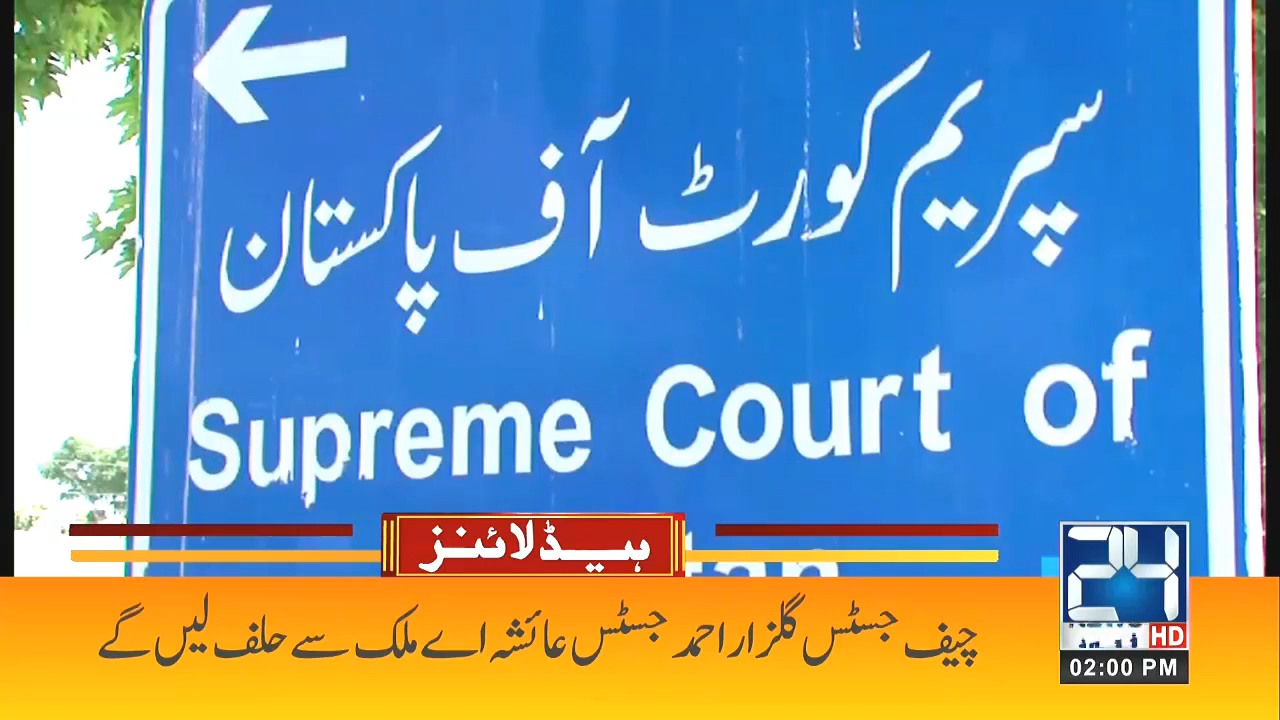 سپریم کورٹ آف پاکستان
Supreme Court of
ہیڈلائنز
چیف جسٹس گلزار احمد جسٹس عائشہ اے ملک سے حلف لیں گے
24
HD
02:00 PM